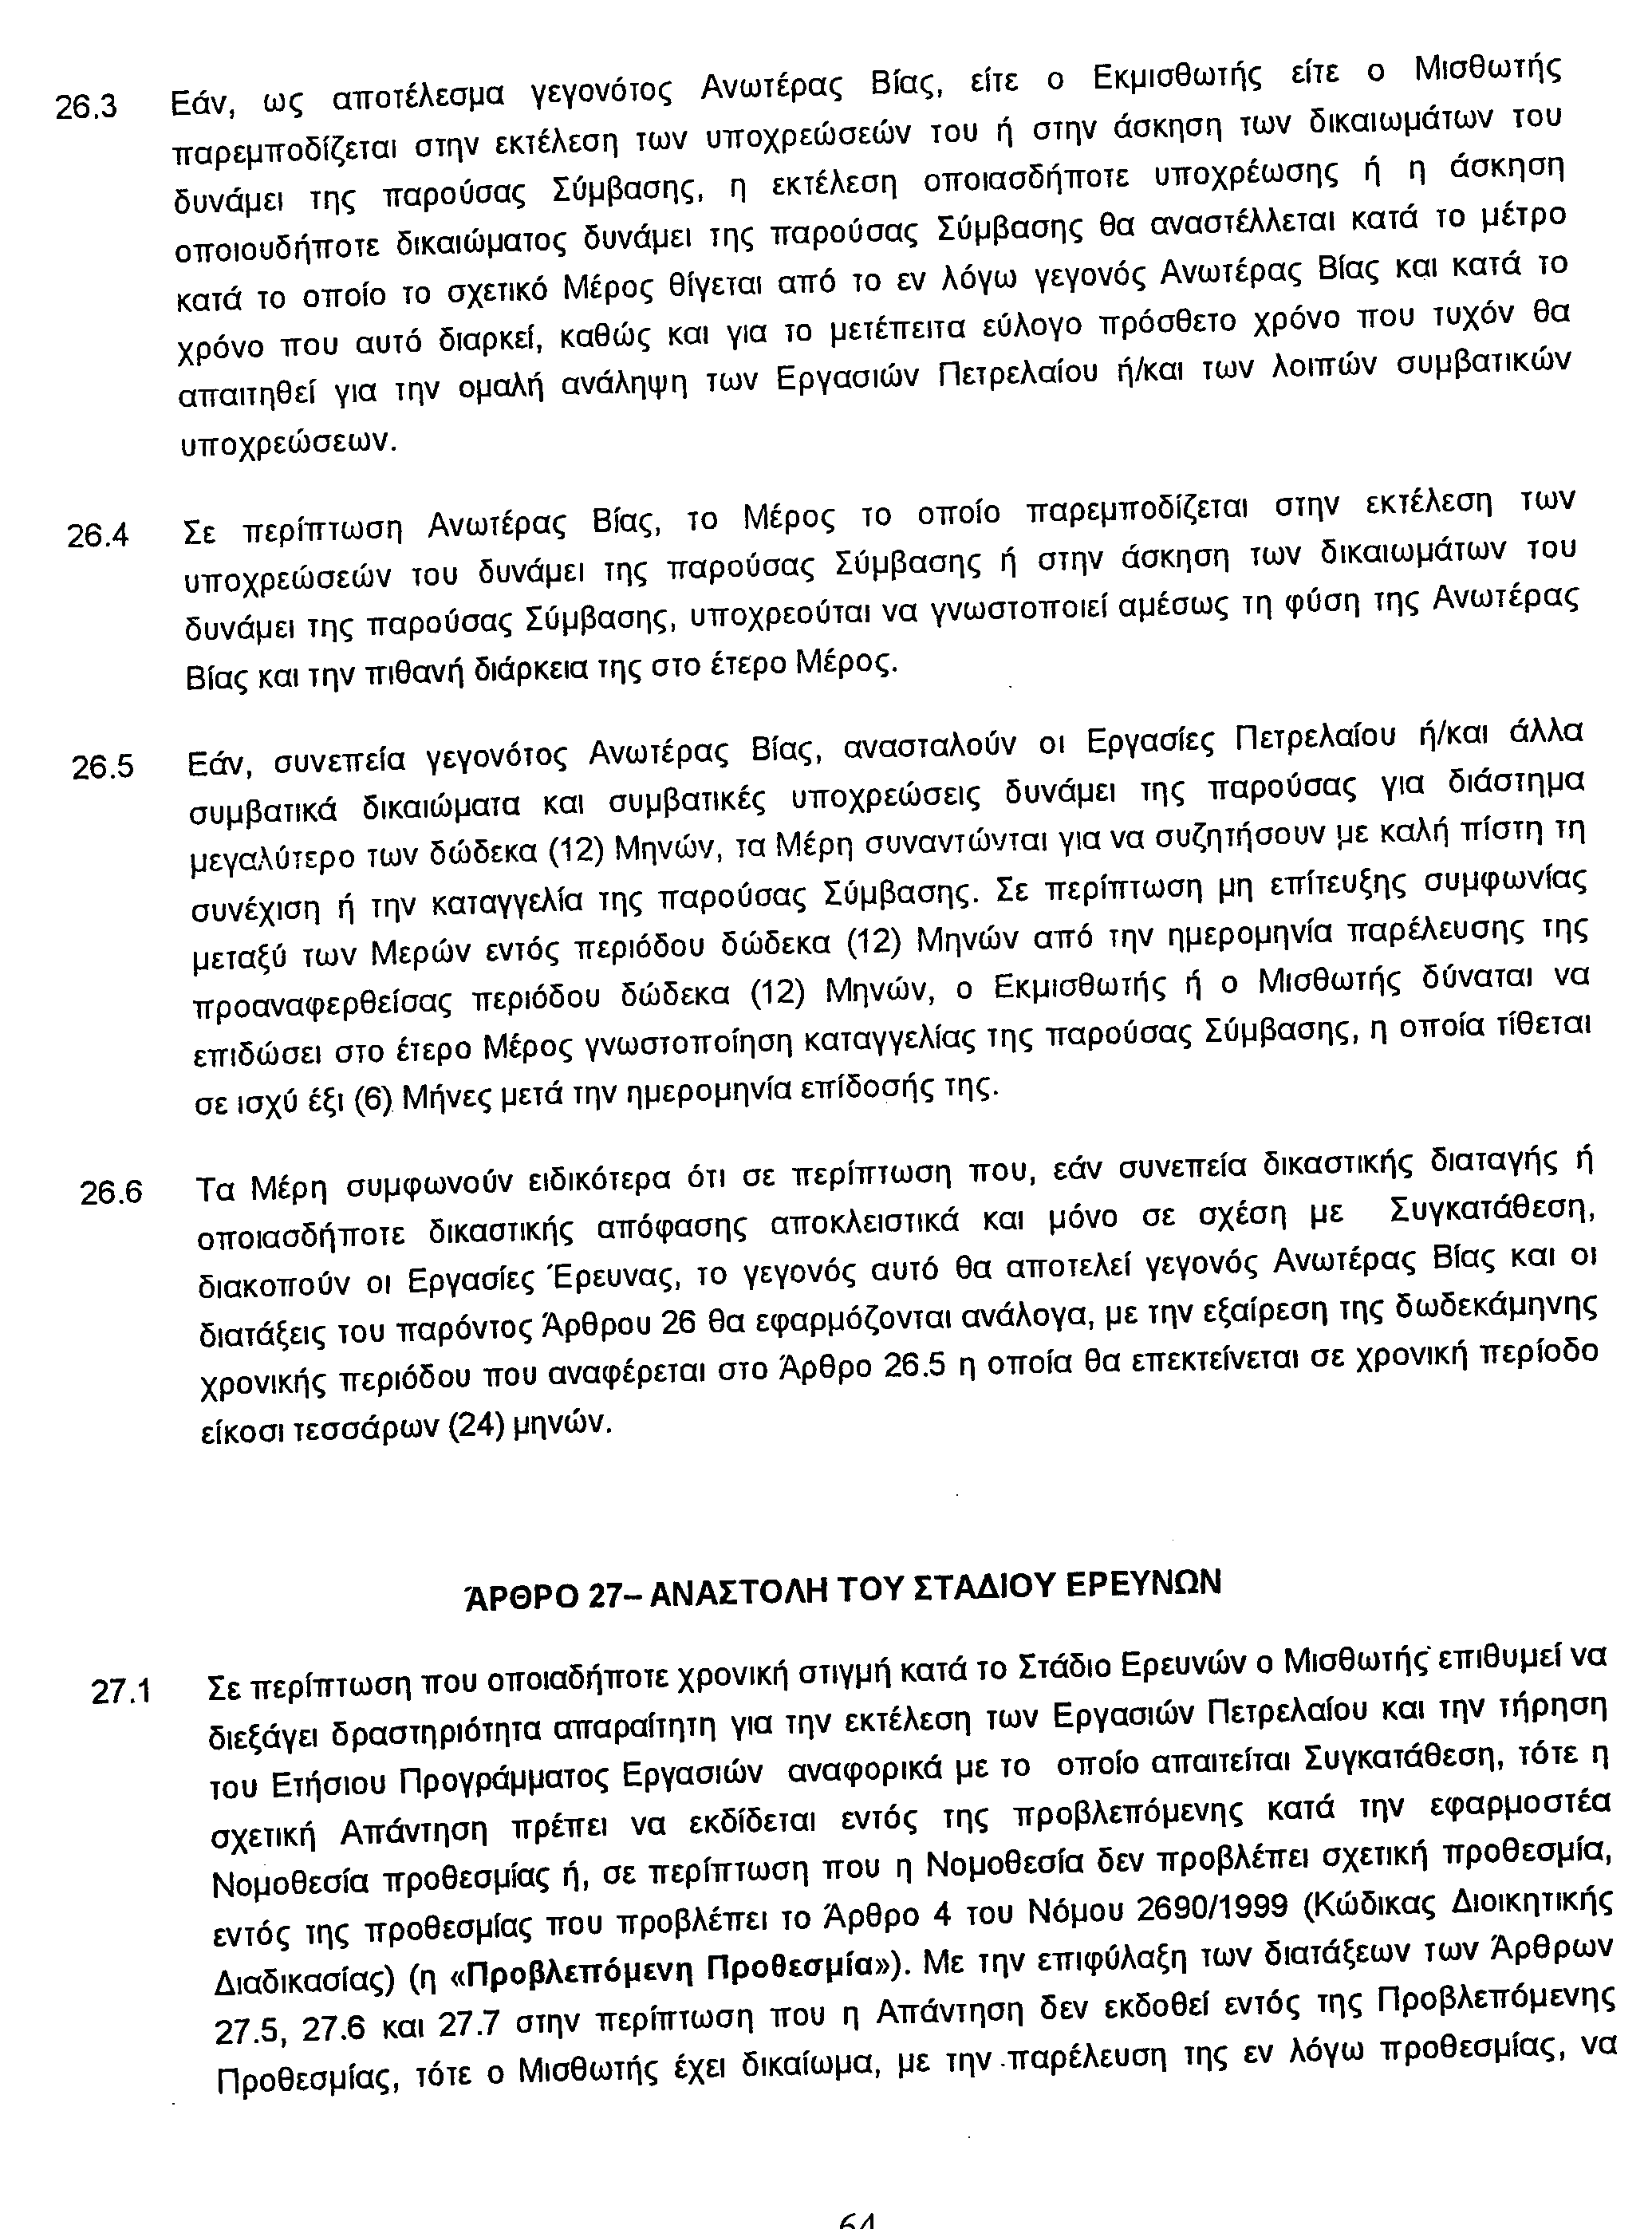 26.3 Εάν, ως αποτέλεσμα γεγονότος Ανωτέρας Βίας, είτε ο Εκμισθωτής είτε ο Μισθωτής
παρεμποδίζεται στην εκτέλεση των υποχρεώσεών του ή στην άσκηση των δικαιωμάτων του
δυνάμει της παρούσας Σύμβασης, η εκτέλεση οποιασδήποτε υποχρέωσης ή η άσκηση
οποιουδήποτε δικαιώματος δυνάμει της παρούσας Σύμβασης θα αναστέλλεται κατά το μέτρο
κατά το οποίο το σχετικό Μέρος θίγεται από το εν λόγω γεγονός Ανωτέρας Βίας και κατά το
χρόνο που αυτό διαρκεί, καθώς και για το μετέπειτα εύλογο πρόσθετο χρόνο που τυχόν θα
απαιτηθεί για την ομαλή ανάληψη των Εργασιών Πετρελαίου ή/και των λοιπών συμβατικών
υποχρεώσεων.
26.4 Σε περίπτωση Ανωτέρας Βίας, το Μέρος το οποίο παρεμποδίζεται στην εκτέλεση των
υποχρεώσεών του δυνάμει της παρούσας Σύμβασης ή στην άσκηση των δικαιωμάτων του
δυνάμει της παρούσας Σύμβασης, υποχρεούται να γνωστοποιεί αμέσως τη φύση της Ανωτέρας
Βίας και την πιθανή διάρκεια της στο έτερο Μέρος.
26.5 Εάν, συνεπεία γεγονότος Ανωτέρας Βίας, ανασταλούν οι Εργασίες Πετρελαίου ή/και άλλα
συμβατικά δικαιώματα και συμβατικές υποχρεώσεις δυνάμει της παρούσας για διάστημα
μεγαλύτερο των δώδεκα (12) Μηνών, τα Μέρη συναντώνται για να συζητήσουν με καλή πίστη τη
συνέχιση ή την καταγγελία της παρούσας Σύμβασης. Σε περίπτωση μη επίτευξης συμφωνίας
μεταξύ των Μερών εντός περιόδου δώδεκα (12) Μηνών από την ημερομηνία παρέλευσης της
προαναφερθείσας περιόδου δώδεκα (12) Μηνών, ο Εκμισθωτής ή ο Μισθωτής δύναται να
επιδώσει στο έτερο Μέρος γνωστοποίηση καταγγελίας της παρούσας Σύμβασης, η οποία τίθεται
σε ισχύ έξι (6) Μήνες μετά την ημερομηνία επίδοσής της.
26.6 Τα Μέρη συμφωνούν ειδικότερα ότι σε περίπτωση που, εάν συνεπεία δικαστικής διαταγής ή
οποιασδήποτε δικαστικής απόφασης αποκλειστικά και μόνο σε σχέση με Συγκατάθεση,
διακοπούν οι Εργασίες Έρευνας, το γεγονός αυτό θα αποτελεί γεγονός Ανωτέρας Βίας και οι
διατάξεις του παρόντος Άρθρου 26 θα εφαρμόζονται ανάλογα, με την εξαίρεση της δωδεκάμηνης
χρονικής περιόδου που αναφέρεται στο Άρθρο 26.5 η οποία θα επεκτείνεται σε χρονική περίοδο
είκοσι τεσσάρων (24) μηνών.
ΆΡΘΡΟ 27– ΑΝΑΣΤΟΛΗ ΤΟΥ ΣΤΑΔΙΟΥ ΕΡΕΥΝΩΝ
27.1 Σε περίπτωση που οποιαδήποτε χρονική στιγμή κατά το Στάδιο Ερευνών ο Μισθωτής επιθυμεί να
διεξάγει δραστηριότητα απαραίτητη για την εκτέλεση των Εργασιών Πετρελαίου και την τήρηση
του Ετήσιου Προγράμματος Εργασιών αναφορικά με το οποίο απαιτείται Συγκατάθεση, τότε η
σχετική Απάντηση πρέπει να εκδίδεται εντός της προβλεπόμενης κατά την εφαρμοστέα
Νομοθεσία προθεσμίας ή, σε περίπτωση που η Νομοθεσία δεν προβλέπει σχετική προθεσμία,
εντός της προθεσμίας που προβλέπει το Άρθρο 4 του Νόμου 2690/1999 (Κώδικας Διοικητικής
Διαδικασίας) (η «Προβλεπόμενη Προθεσμία»). Με την επιφύλαξη των διατάξεων των Άρθρων
27.5, 27.6 και 27.7 στην περίπτωση που η Απάντηση δεν εκδοθεί εντός της Προβλεπόμενης
Προθεσμίας, τότε ο Μισθωτής έχει δικαίωμα, με την παρέλευση της εν λόγω προθεσμίας, να
64